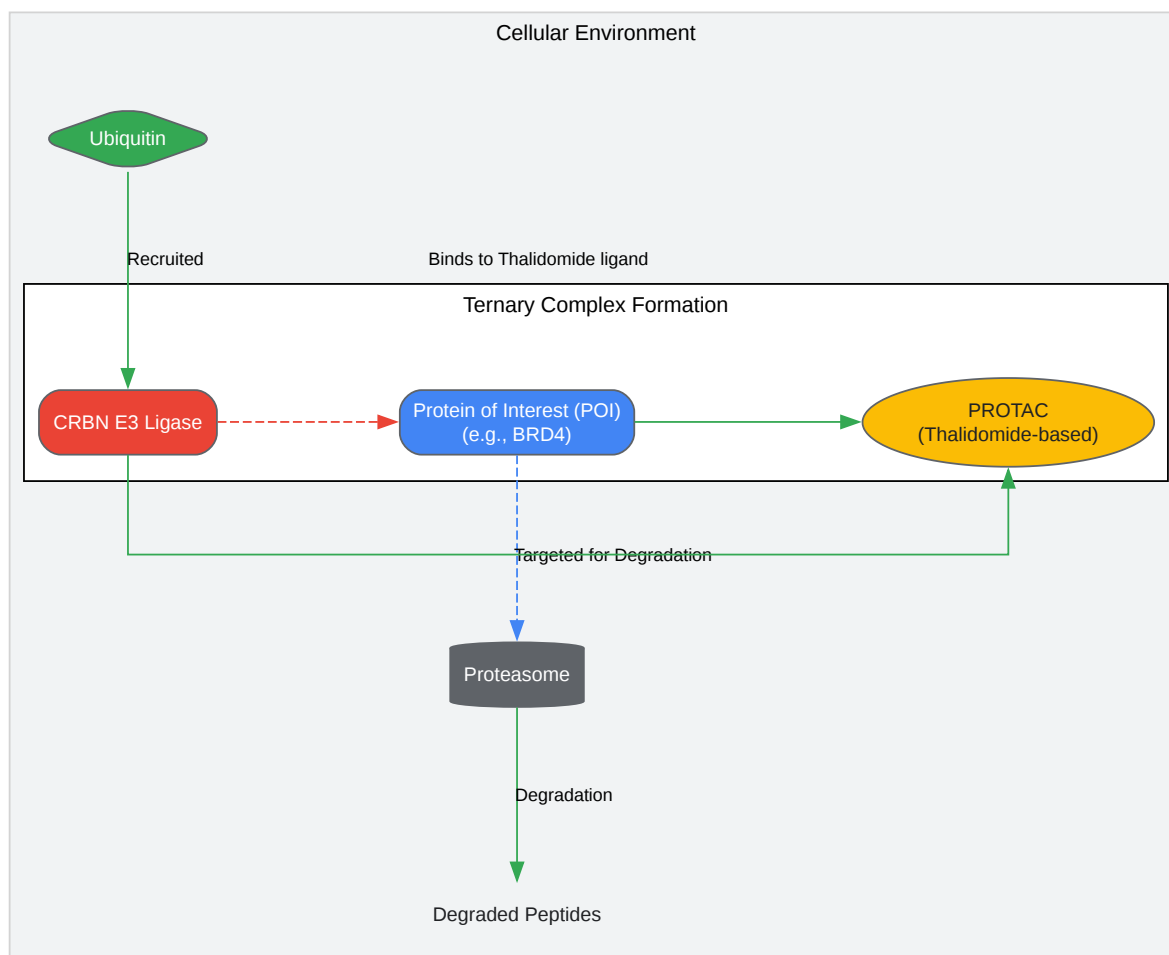 Cellular Environment
Ubiquitin
Recruited
Binds to Thalidomide ligand
Ternary Complex Formation
CRBN E3 Ligase
Protein of Interest (POI)
(e.g., BRD4)
PROTAC
(Thalidomide-based)
Targeted for Degradation
Proteasome
Degradation
Degraded Peptides